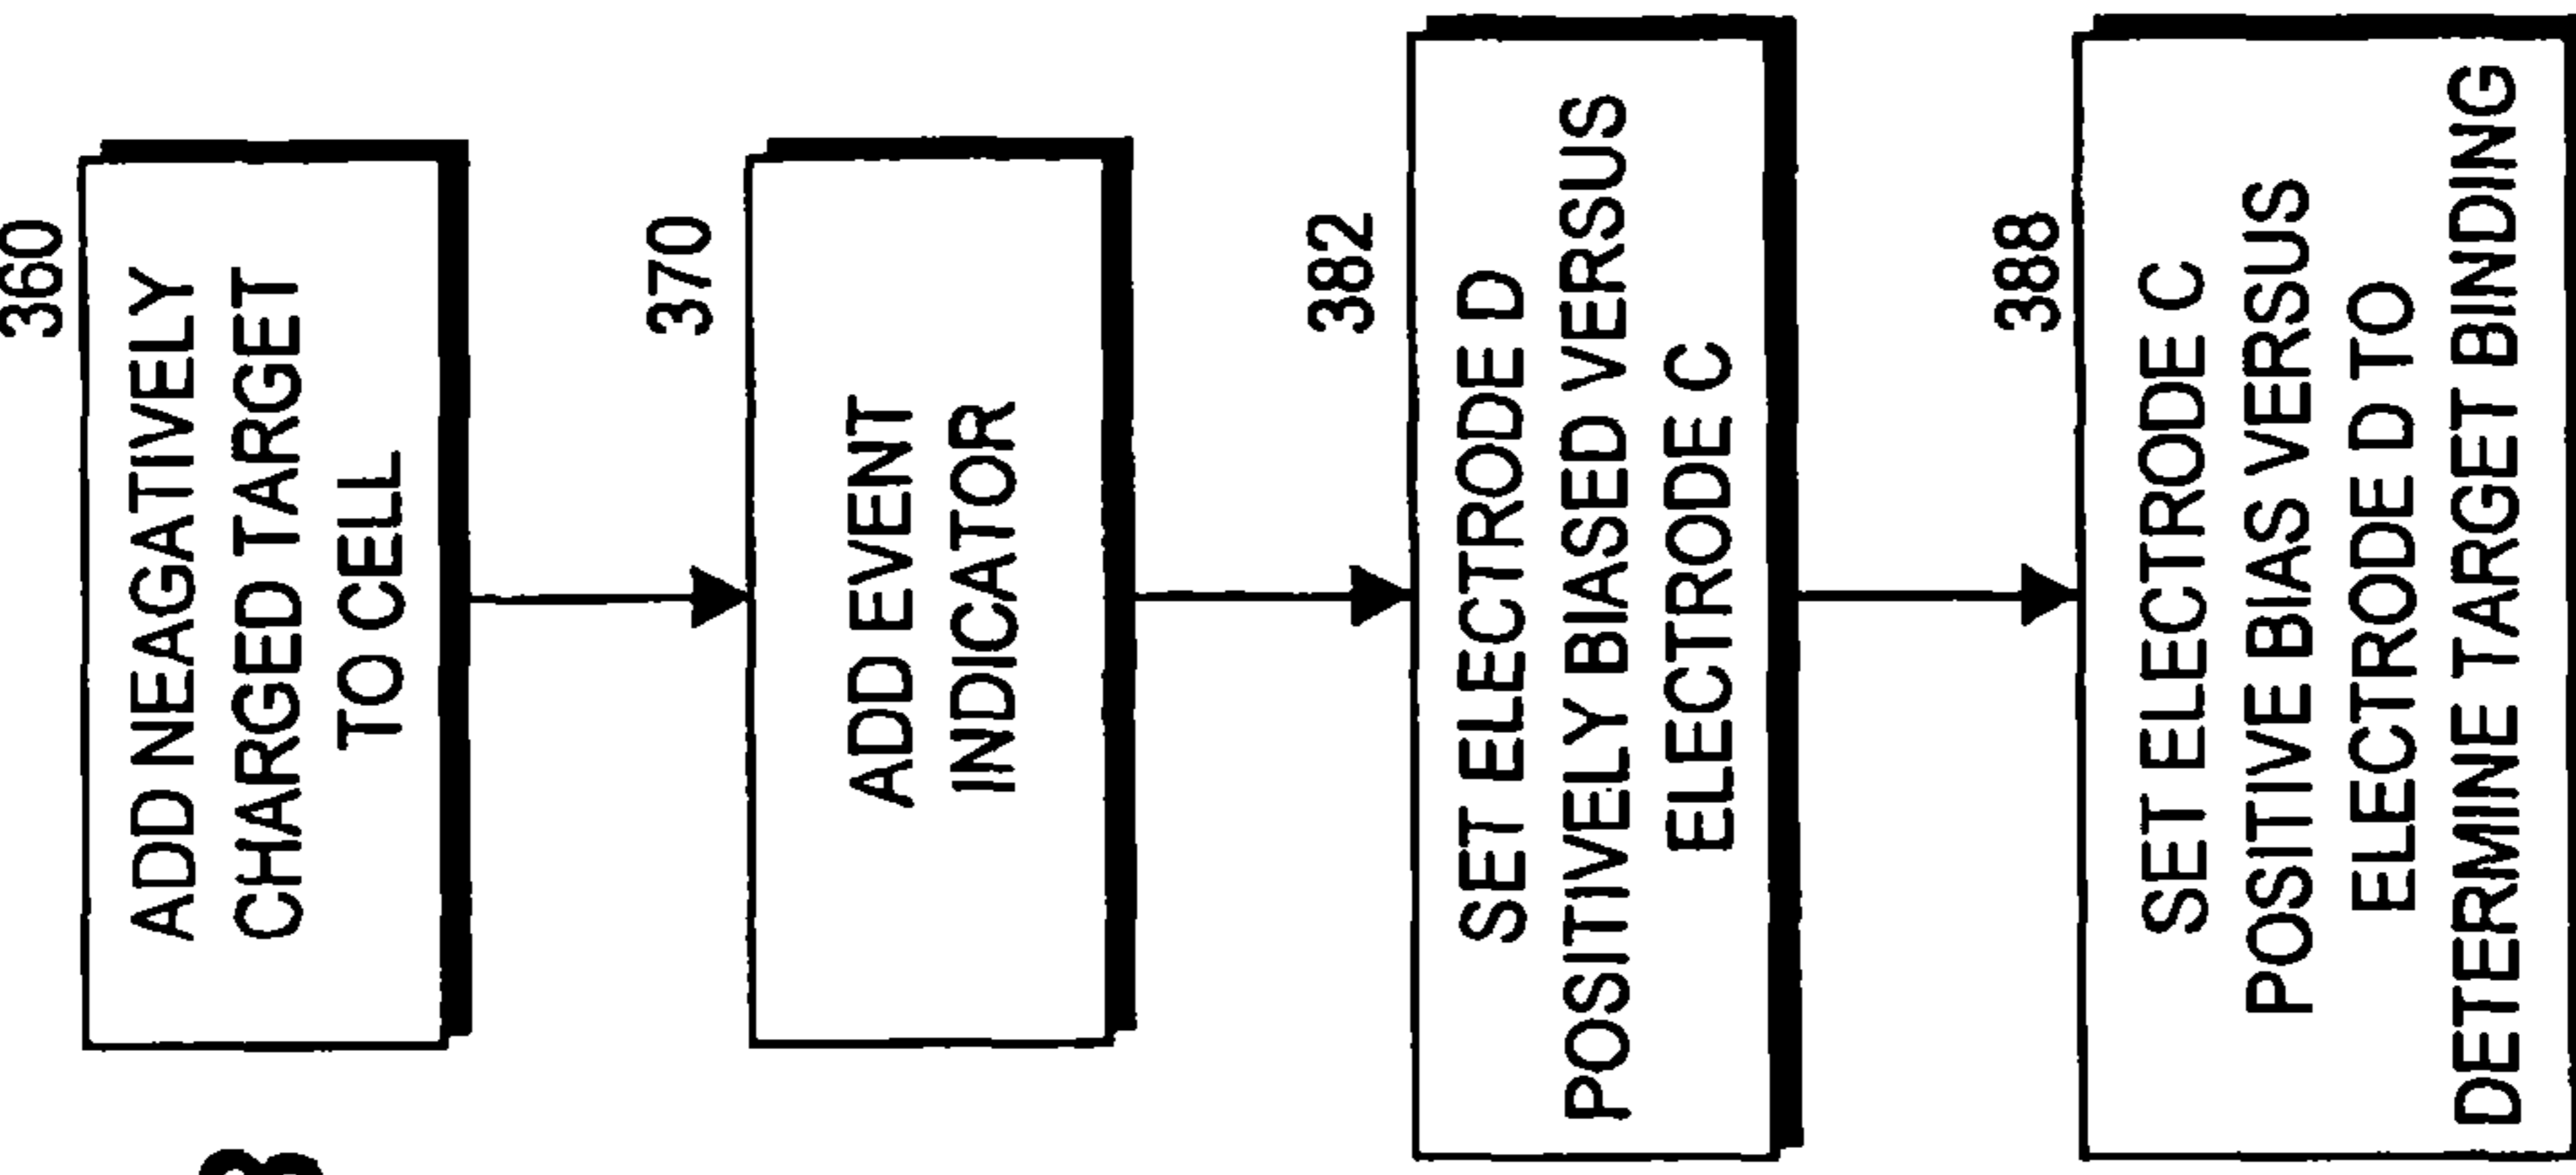 360
ADD NEAGATIVELY
CHARGED TARGET
TO CELL
370
ADD EVENT
INDICATOR
382
SET ELECTRODE D
POSITIVELY BIASED VERSUS
ELECTRODE C
388
SET ELECTRODE C
POSITIVE BIAS VERSUS
ELECTRODE D TO
DETERMINE TARGET BINDING